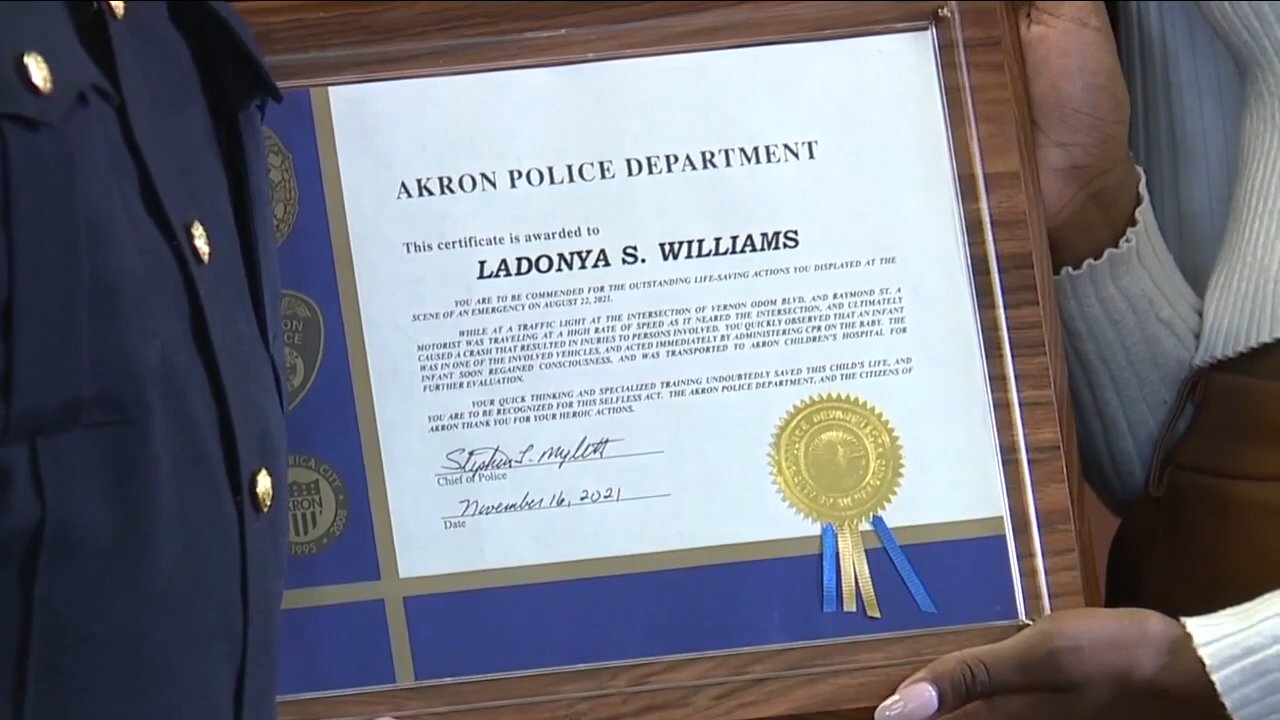 AKRON POLICE DEPARTMENT
This certificate is awarded to
LADONYA S. WILLIAMS
YOU ARE TO BE COMMENDED FOR THE OUTSTANDING LIFE-SAVING ACTIONS YOU DISPLAYED AT THE
SCENE OF AN EMERGENCY ON AUGUST 22, 2021.
WHILE AT A TRAFFIC LIGHT AT THE INTERSECTION OF VERNON ODOM BLVD. AND RAYMOND ST. A
MOTORIST WAS TRAVELING AT A HIGH RATE OF SPEED AS IT NEARED THE INTERSECTION, AND ULTIMATELY
CAUSED A CRASH THAT RESULTED IN INURIES TO PERSONS INVOLVED. YOU QUICKLY OBSERVED THAT AN INFANT
WAS IN ONE OF THE INVOLVED VEHICLES, AND ACTED IMMEDIATELY BY ADMINISTERING CPR ON THE BABY. THE
INFANT SOON REGAINED CONSCIOUSNESS, AND WAS TRANSPORTED TO AKRON CHILDREN'S HOSPITAL FOR
FURTHER EVALUATION.
YOUR QUICK THINKING AND SPECIALIZED TRAINING UNDOUBTEDLY SAVED THIS CHILD'S LIFE, AND
YOU ARE TO BE RECOGNIZED FOR THIS SELFLESS ACT. THE AKRON POLICE DEPARTMENT, AND THE CITIZENS OF
AKRON THANK YOU FOR YOUR HEROIC ACTIONS.
Stephen L. Mylett
Chief of Police
November 16, 2021
Date
ON
CE
RICA CITY
KRON
1995 2008
POLICE DEPARTMENT